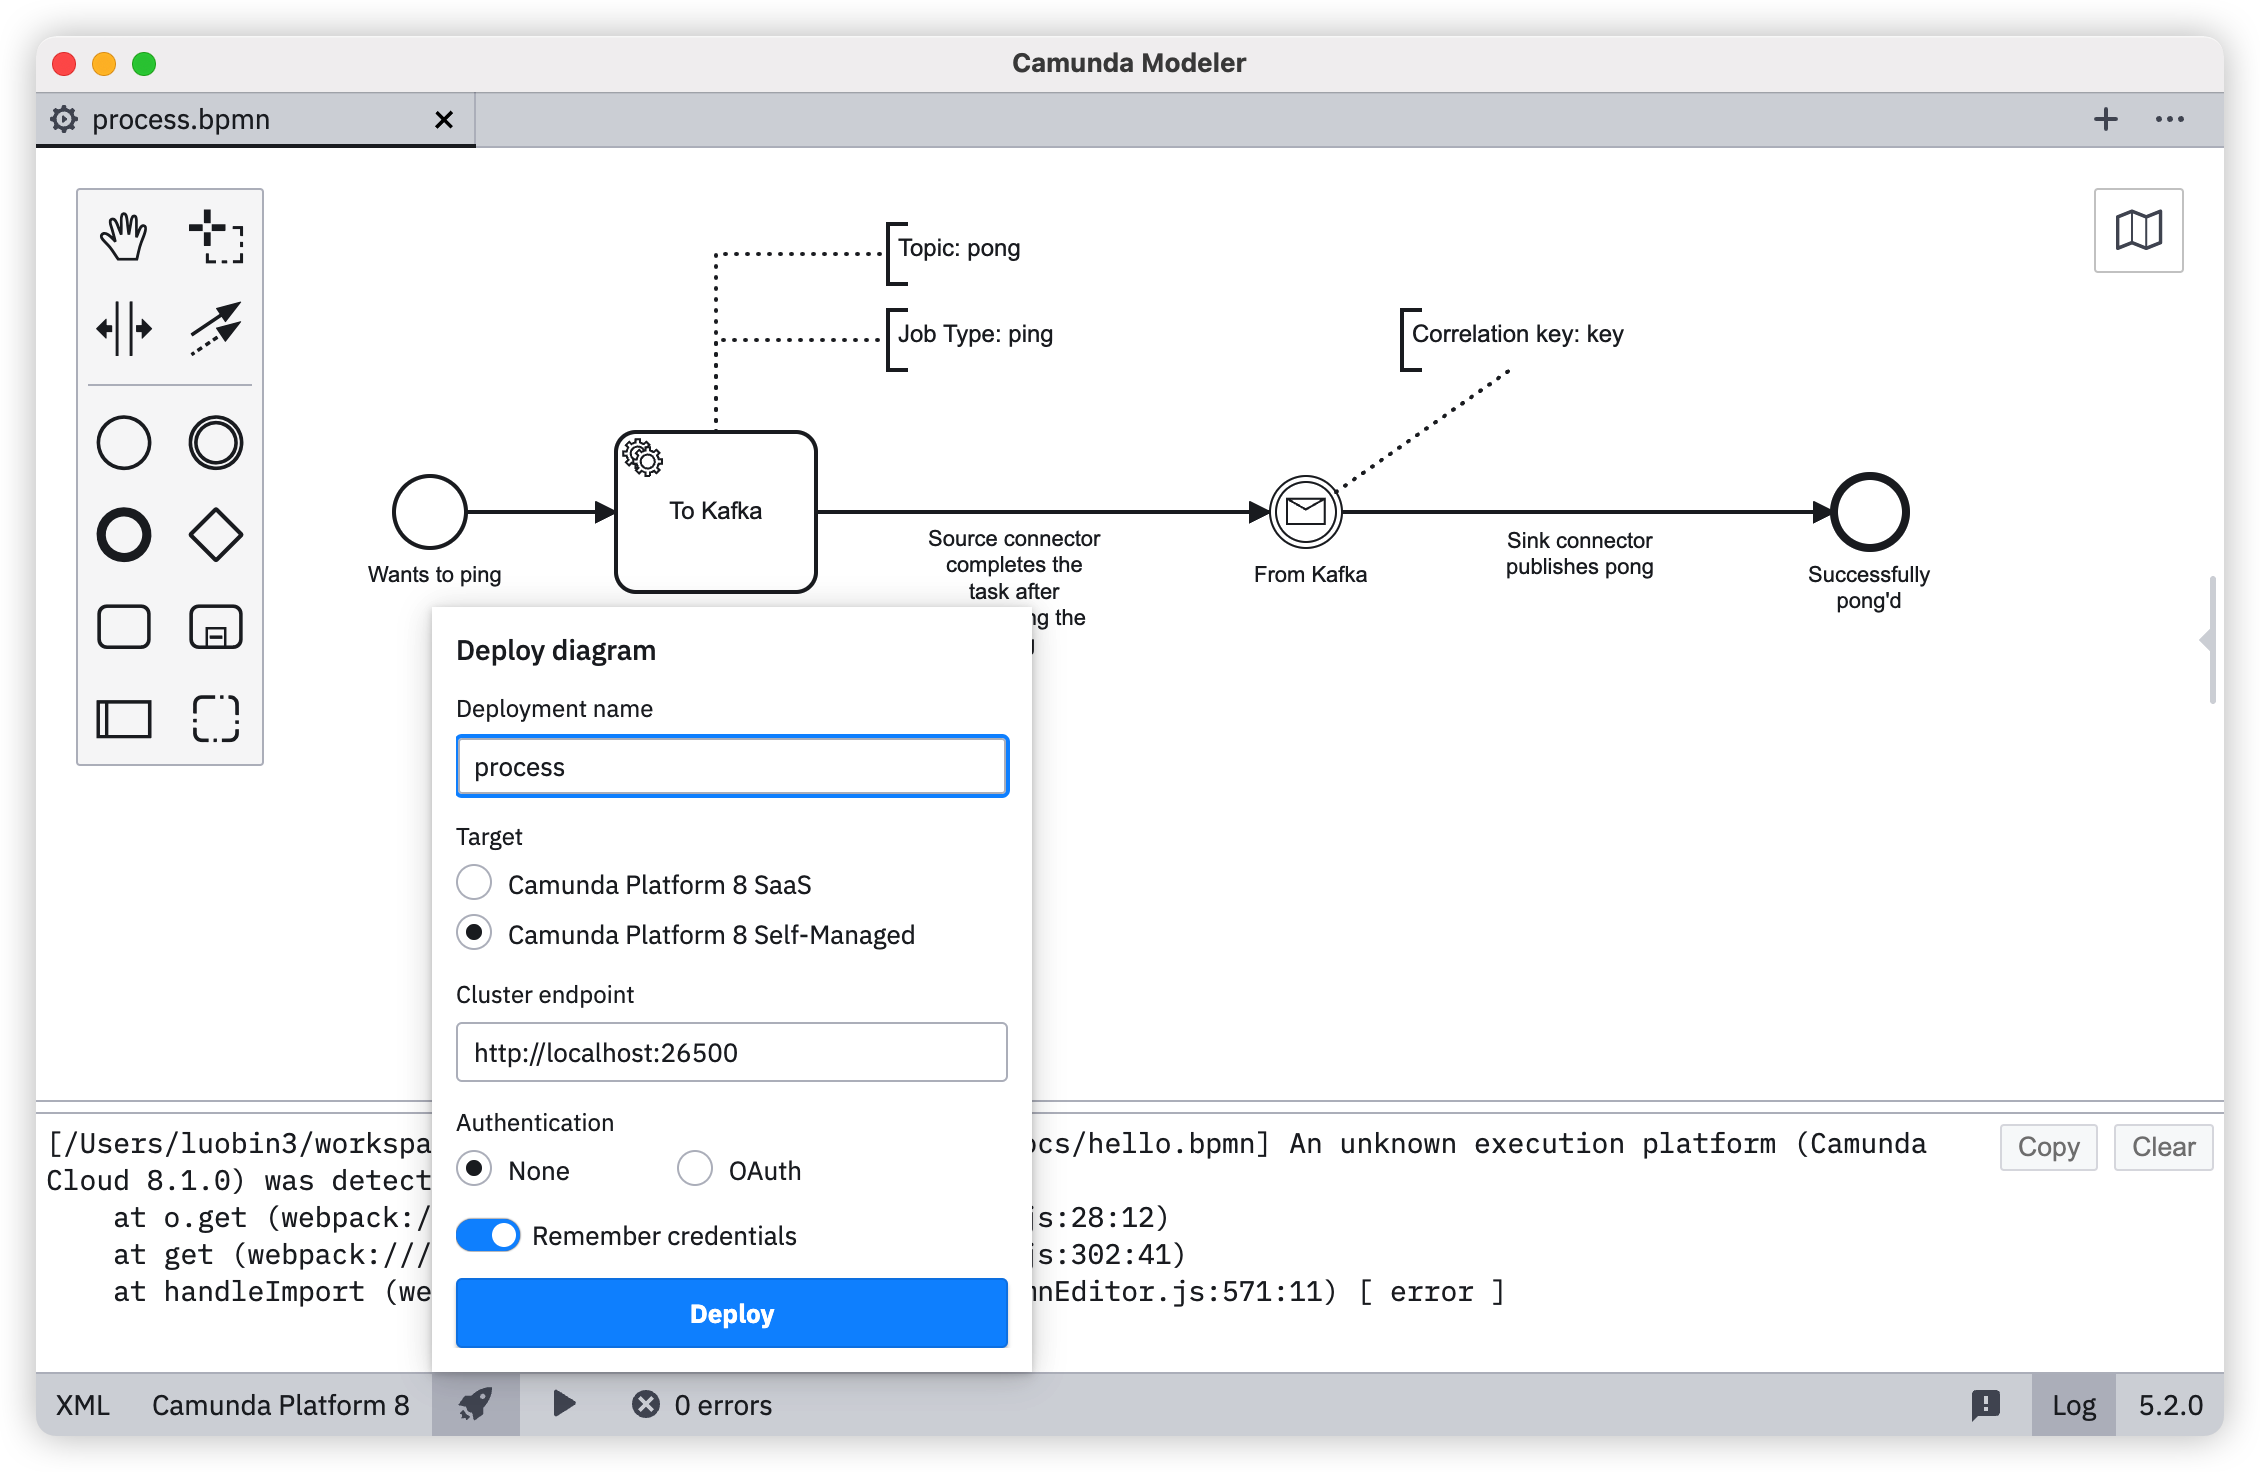 Camunda Modeler
process.bpmn
Topic: pong
Job Type: ping
Correlation key: key
To Kafka
Wants to ping
Source connector
completes the
task after
the
From Kafka
Sink connector
publishes pong
Successfully
pong'd
Deploy diagram
Deployment name
process
Target
Camunda Platform 8 SaaS
Camunda Platform 8 Self-Managed
Cluster endpoint
http://localhost:26500
Authentication
None OAuth
Remember credentials
Deploy
[/Users/luobin3/workspa cs/hello.bpmn] An unknown execution platform (Camunda
Cloud 8.1.0) was detect
at o.get (webpack:/ js:28:12)
at get (webpack:/// js:302:41)
at handleImport (we nEditor.js:571:11) [ error ]
Copy Clear
XML Camunda Platform 8 0 errors Log 5.2.0